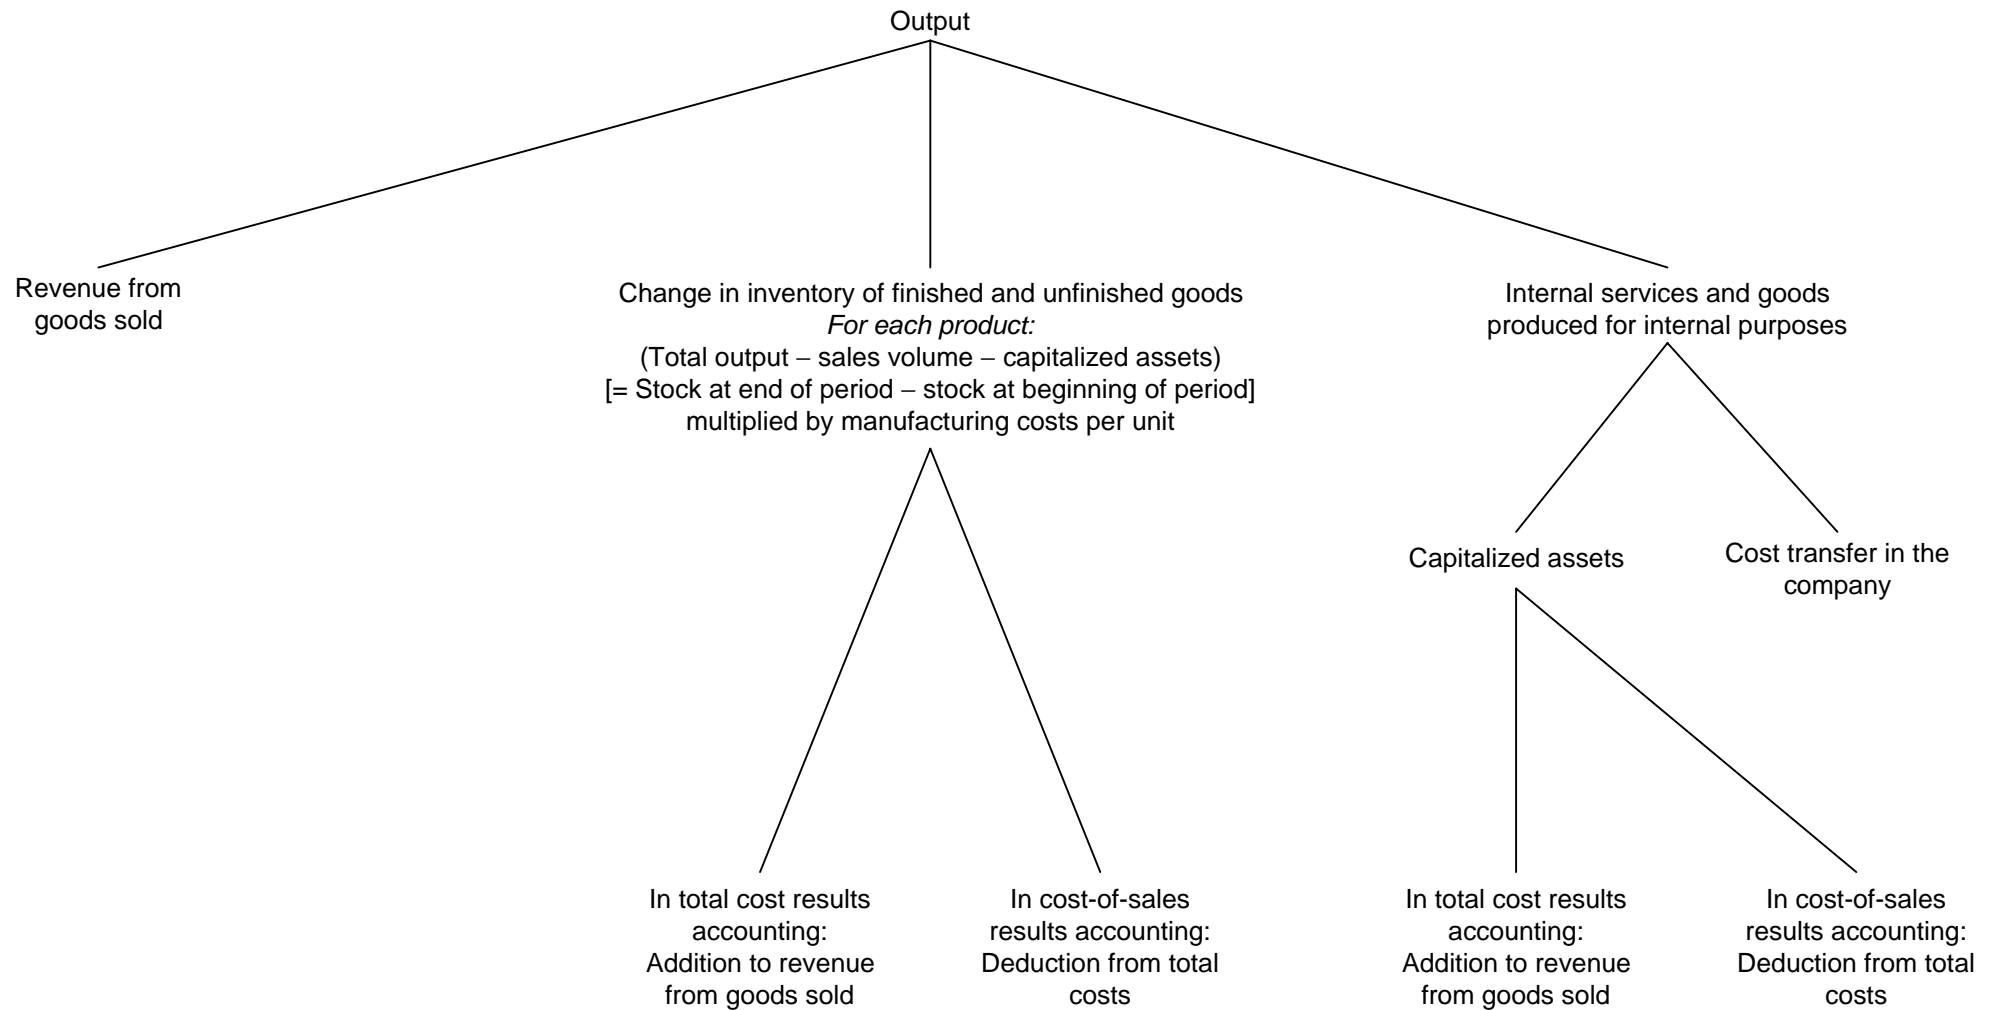 Output
Revenue from
goods sold
Change in inventory of finished and unfinished goods
For each product:
(Total output – sales volume – capitalized assets)
[= Stock at end of period – stock at beginning of period]
multiplied by manufacturing costs per unit
Internal services and goods
produced for internal purposes
Capitalized assets
Cost transfer in the
company
In total cost results
accounting:
Addition to revenue
from goods sold
In cost-of-sales
results accounting:
Deduction from total
costs
In total cost results
accounting:
Addition to revenue
from goods sold
In cost-of-sales
results accounting:
Deduction from total
costs